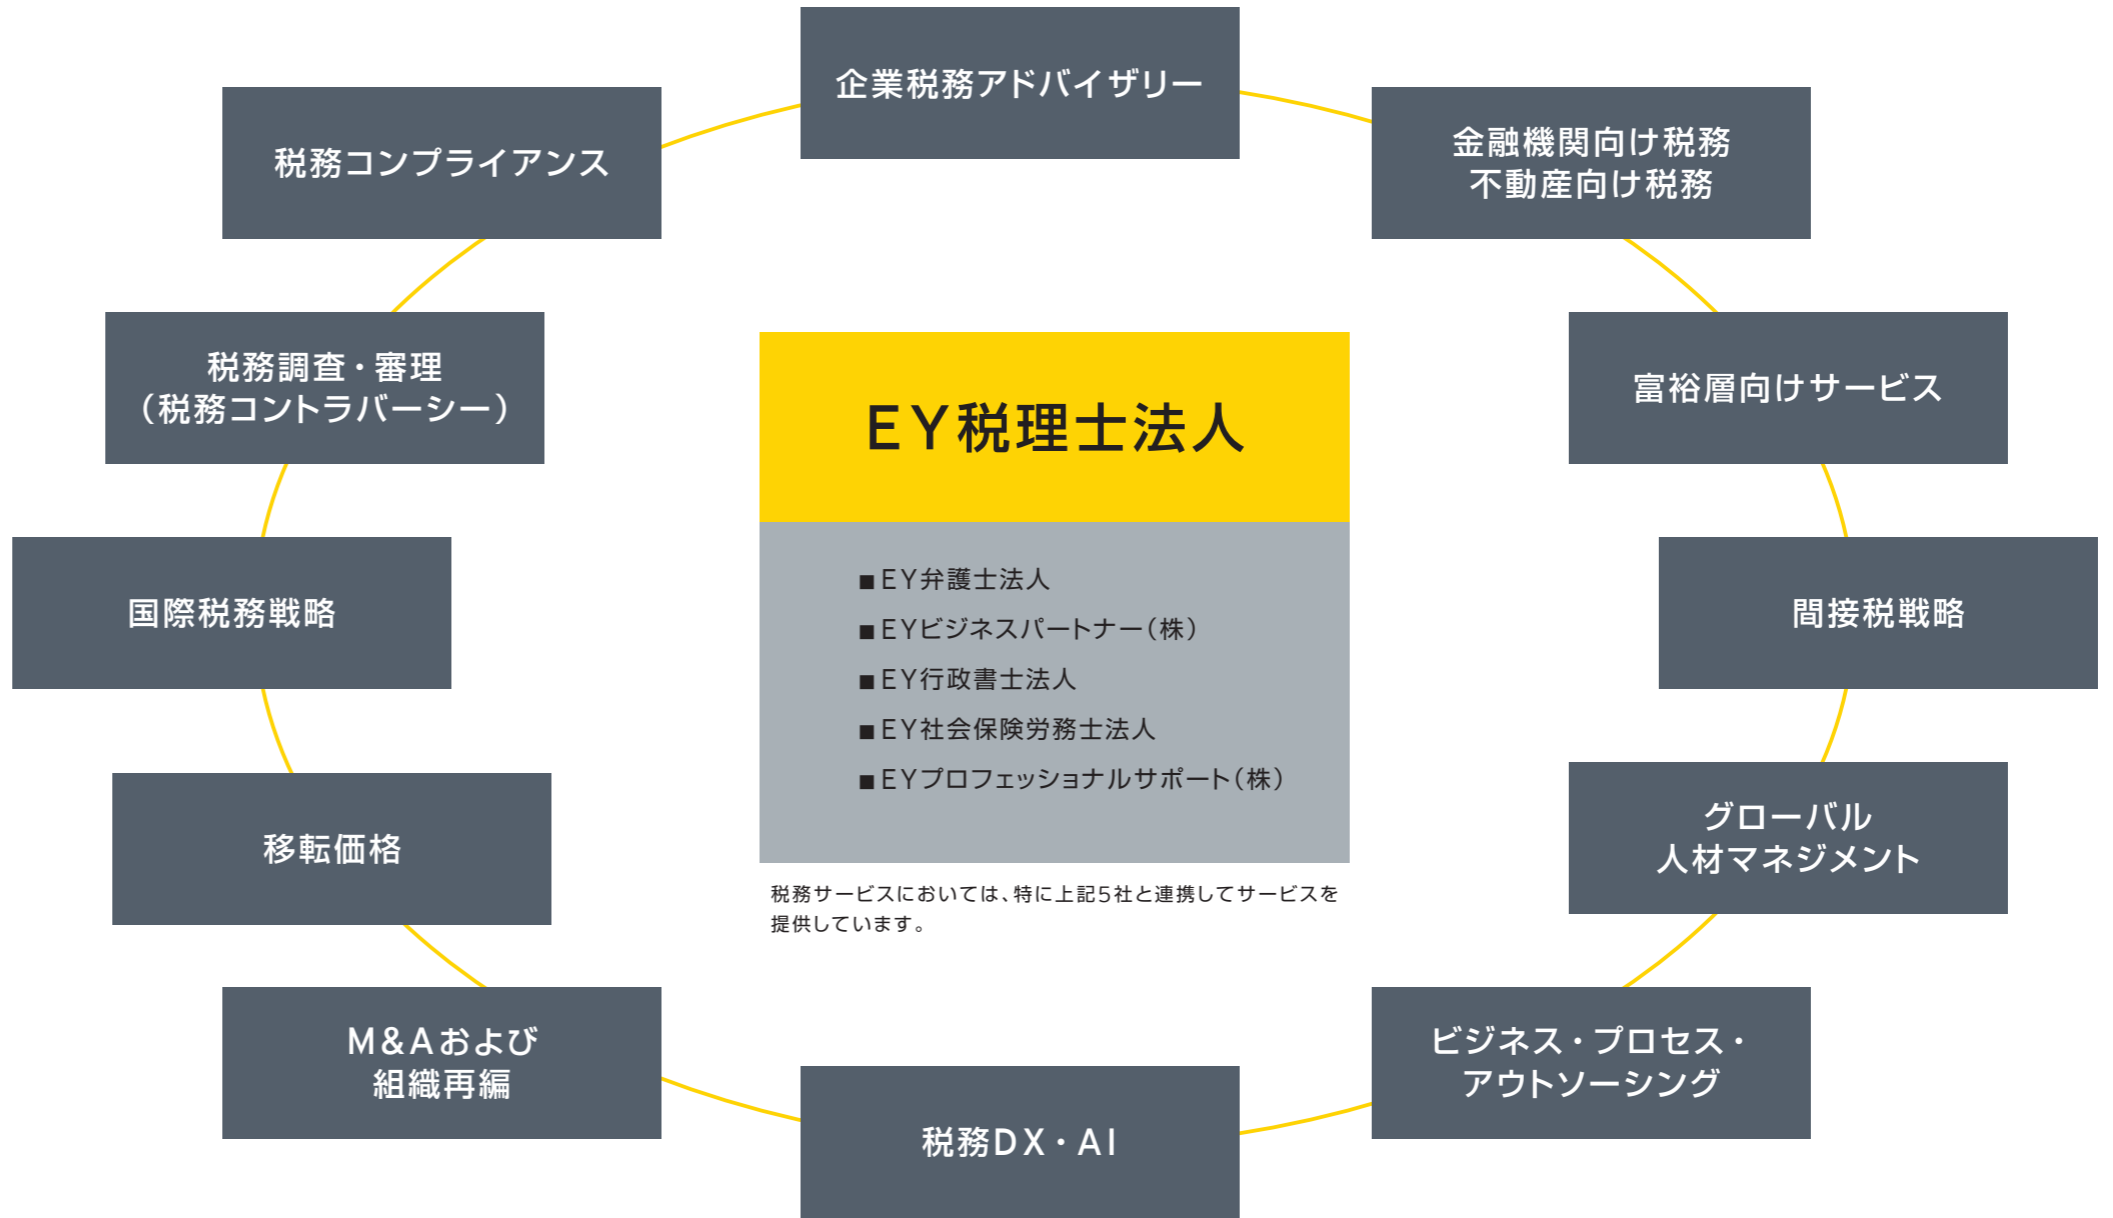 企業税務アドバイザリー
税務コンプライアンス
金融機関向け税務
不動産向け税務
税務調査・審理
（税務コントラバーシー）
富裕層向けサービス
EY税理士法人
■EY弁護士法人
■EYビジネスパートナー（株）
■EY行政書士法人
■EY社会保険労務士法人
■EYプロフェッショナルサポート（株）
税務サービスにおいては、特に上記5社と連携してサービスを
提供しています。
国際税務戦略
間接税戦略
移転価格
グローバル
人材マネジメント
M&Aおよび
組織再編
ビジネス・プロセス・
アウトソーシング
税務DX・AI